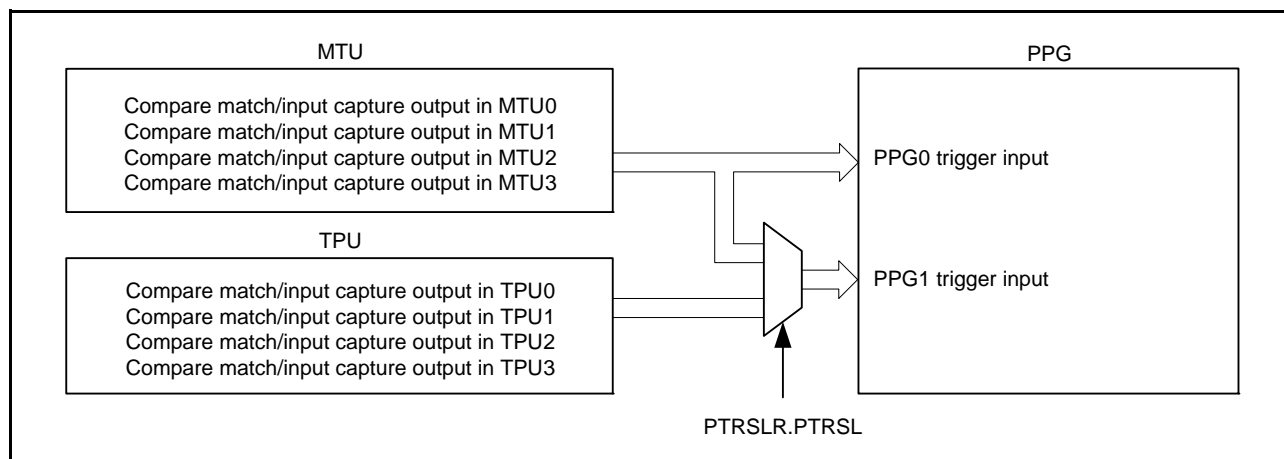 MTU
Compare match/input capture output in MTU0
Compare match/input capture output in MTU1
Compare match/input capture output in MTU2
Compare match/input capture output in MTU3
TPU
Compare match/input capture output in TPU0
Compare match/input capture output in TPU1
Compare match/input capture output in TPU2
Compare match/input capture output in TPU3
PTRSLR.PTRSL
PPG
PPG0 trigger input
PPG1 trigger input